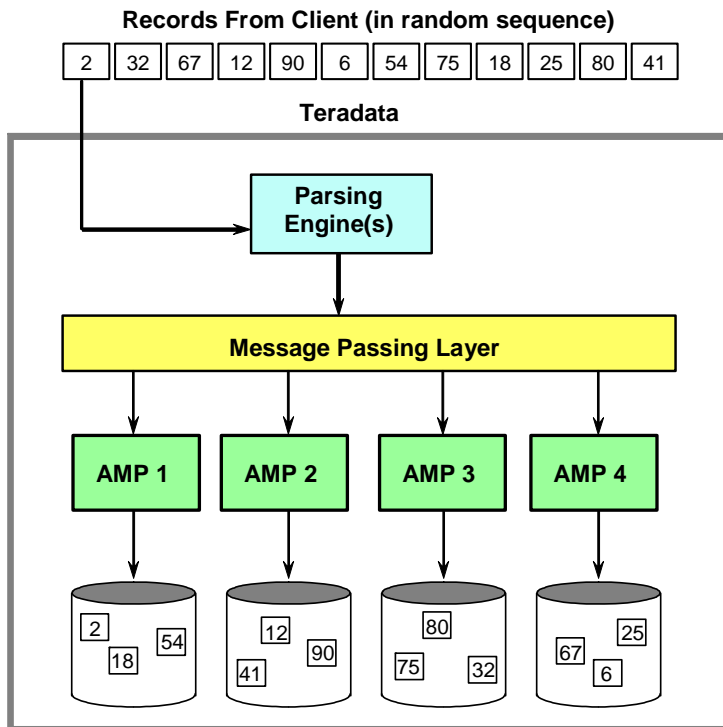 Records From Client (in random sequence)
2 32 67 12 90 6 54 75 18 25 80 41
Teradata
Parsing
Engine(s)
Message Passing Layer
AMP 1 AMP 2 AMP 3 AMP 4
2 54 18
12 90 41
80 75 32
25 67 6